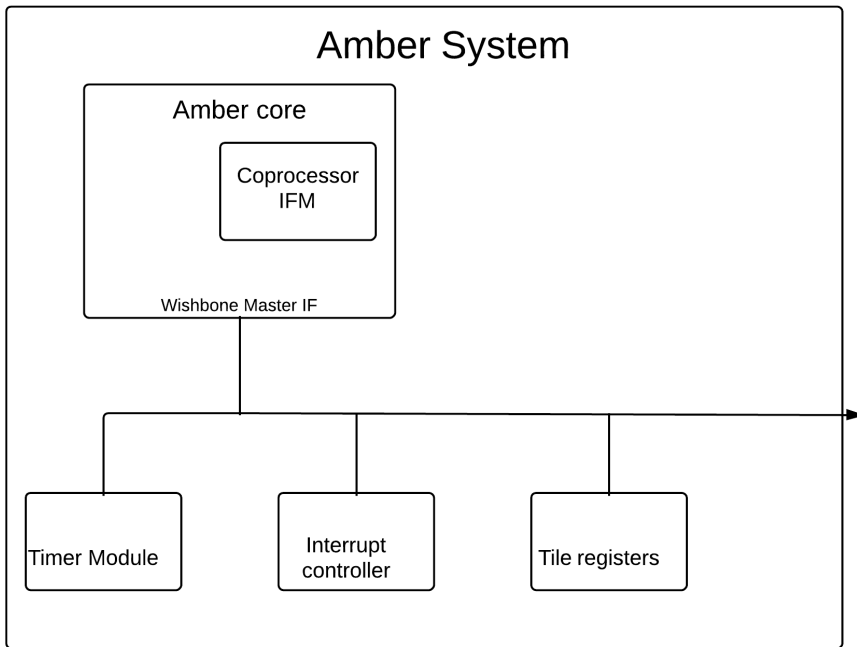 Amber System
Amber core
Coprocessor
IFM
Wishbone Master IF
Timer Module
Interrupt
controller
Tile registers